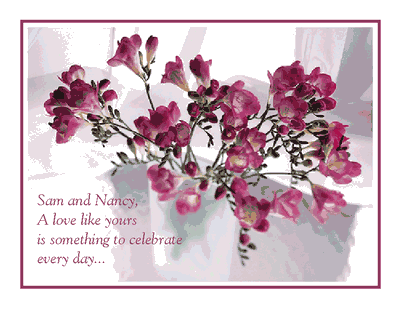 Sam and Nancy,
A love like yours
is something to celebrate
every day...